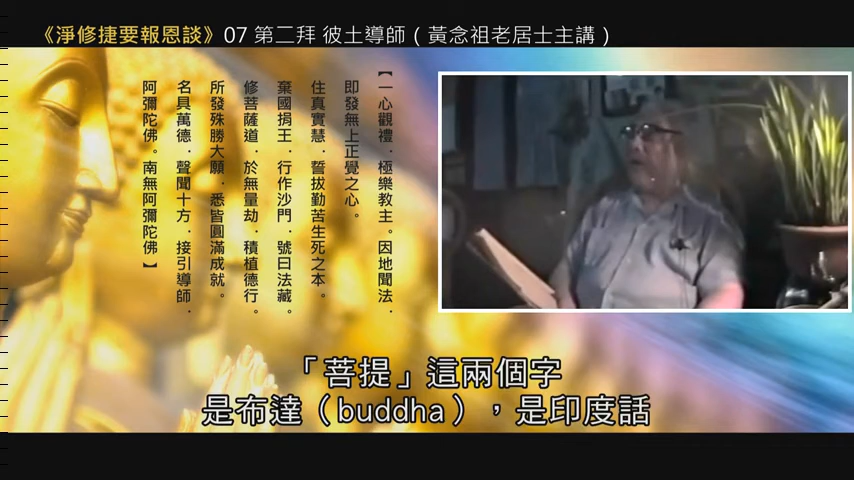 《淨修捷要報恩談》07 第二拜 彼土導師（黃念祖老居士主講）
【一心觀禮．極樂教主。因地聞法．
即發無上正覺之心。
住真實慧．誓拔勤苦生死之本．
棄國捐王．行作沙門．號曰法藏。
修菩薩道．於無量劫．積植德行。
所發殊勝大願．悉皆圓滿成就。
名具萬德．聲聞十方．接引導師．
阿彌陀佛。南無阿彌陀佛】
「菩提」這兩個字
是布達（buddha），是印度話